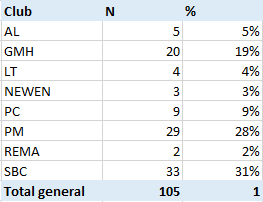 Club N %
AL 5 5%
GMH 20 19%
LT 4 4%
NEWEN 3 3%
PC 9 9%
PM 29 28%
REMA 2 2%
SBC 33 31%
Total general 105 1